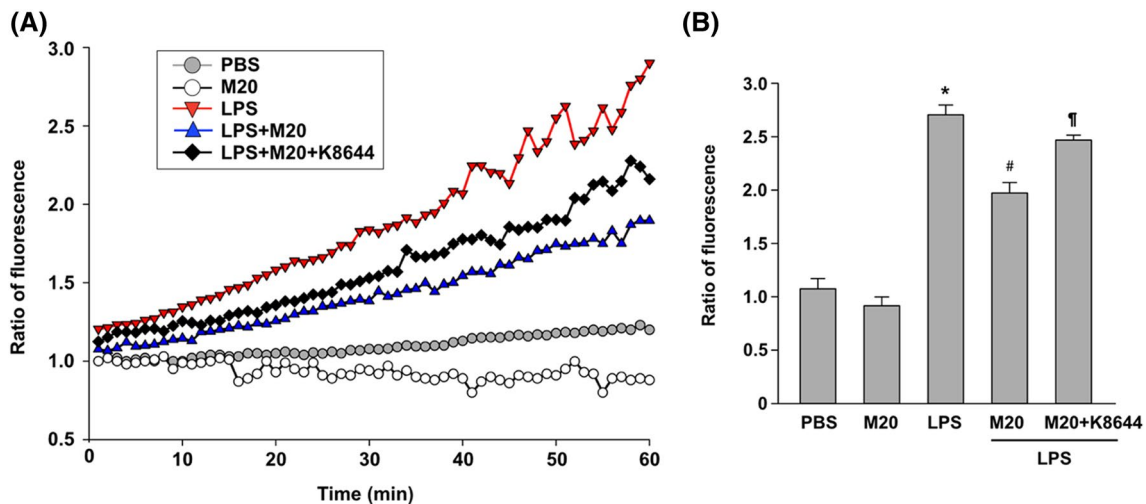 (A)
3.0
2.5
2.0
1.5
1.0
0.5
Ratio of fluorescence
PBS
M20
LPS
LPS+M20
LPS+M20+K8644
0 10 20 30 40 50 60
Time (min)
(B)
3.0
2.5
2.0
1.5
1.0
0.5
0
Ratio of fluorescence
*
#
¶
PBS M20 LPS M20 M20+K8644
LPS